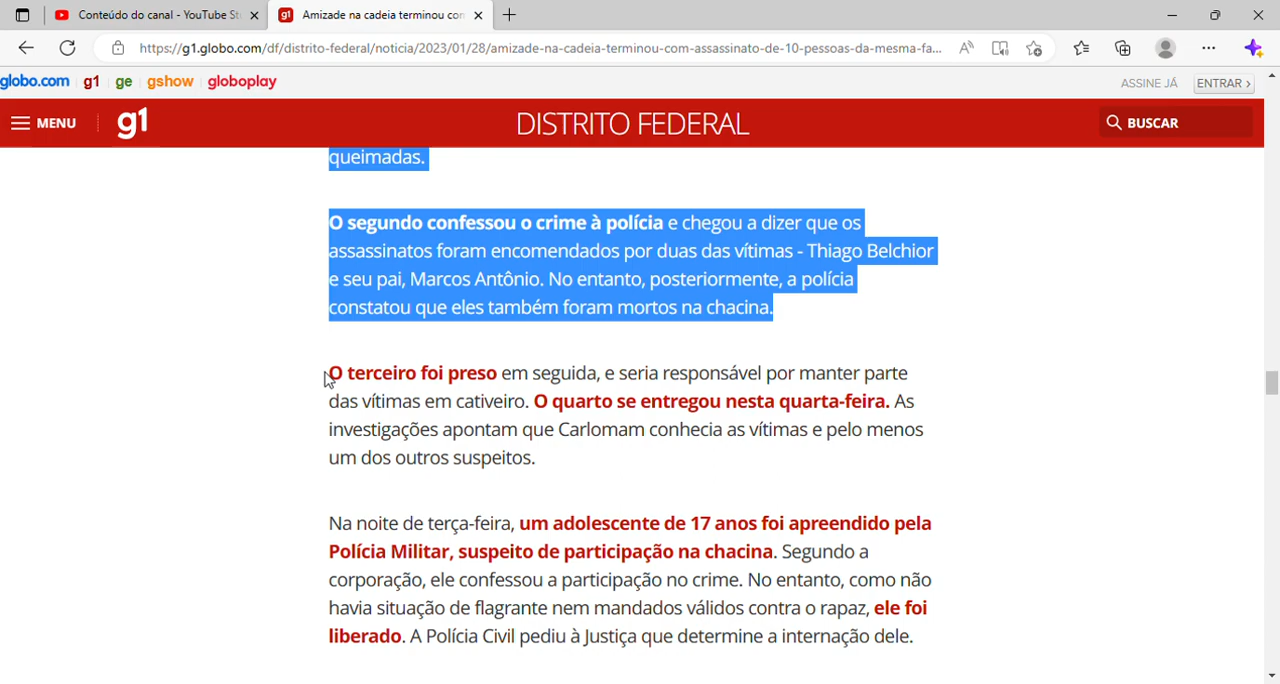 Conteúdo do canal - YouTube St
Amizade na cadeia terminou con
https://g1.globo.com/df/distrito-federal/noticia/2023/01/28/amizade-na-cadeia-terminou-com-assassinato-de-10-pessoas-da-mesma-fa...
globo.com g1 ge gshow globoplay
ASSINE JÁ ENTRAR ›
MENU g1 DISTRITO FEDERAL BUSCAR
queimadas.
O segundo confessou o crime à polícia e chegou a dizer que os
assassinatos foram encomendados por duas das vítimas - Thiago Belchior
e seu pai, Marcos Antônio. No entanto, posteriormente, a polícia
constatou que eles também foram mortos na chacina.
O terceiro foi preso em seguida, e seria responsável por manter parte
das vítimas em cativeiro. O quarto se entregou nesta quarta-feira. As
investigações apontam que Carlomam conhecia as vítimas e pelo menos
um dos outros suspeitos.
Na noite de terça-feira, um adolescente de 17 anos foi apreendido pela
Polícia Militar, suspeito de participação na chacina. Segundo a
corporação, ele confessou a participação no crime. No entanto, como não
havia situação de flagrante nem mandados válidos contra o rapaz, ele foi
liberado. A Polícia Civil pediu à Justiça que determine a internação dele.